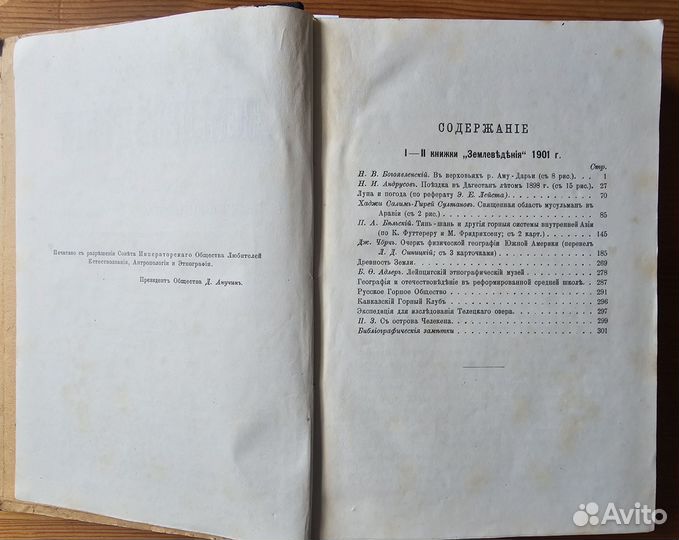 Печатано съ разрѣшенія Совѣта Императорскаго Общества Любителей
Естествознанія, Антропологіи и Этнографіи.
Президентъ Общества Д. Анучинъ.
СОДЕРЖАНІЕ
I—II книжки „Землевѣдѣнія" 1901 г.
Стр.
Н. В. Богоявленскій. Въ верховьяхъ р. Аму-Дарьи (съ 8 рис.). 1
Н. И. Андрусовъ. Поѣздка въ Дагестанъ лѣтомъ 1898 г. (съ 15 рис.). 27
Луна и погода (по реферату Э. Е. Лейста) 70
Хаджи Салимъ-Гирей Султановъ. Священная область мусульманъ въ
Аравіи (съ 2 рис.) 85
П. А. Бѣльскій. Тянь-шань и другія горныя системы внутренней Азіи
(по К. Футтереру и М. Фридрихсену; съ 2 карт.) 145
Дж. Чёрчъ. Очеркъ физической географіи Южной Америки (перевелъ
Л. Д. Синицкій; съ 3 карточками) 185
Древность Земли 269
Б. Ѳ. Адлеръ. Лейпцигскій этнографическій музей 278
Географія и отечествовѣдѣніе въ реформированной средней школѣ. 287
Русское Горное Общество 291
Кавказскій Горный Клубъ 296
Экспедиція для изслѣдованія Телецкаго озера. 297
П. З. Съ острова Челекена. 299
Библіографическія замѣтки 301
Avito